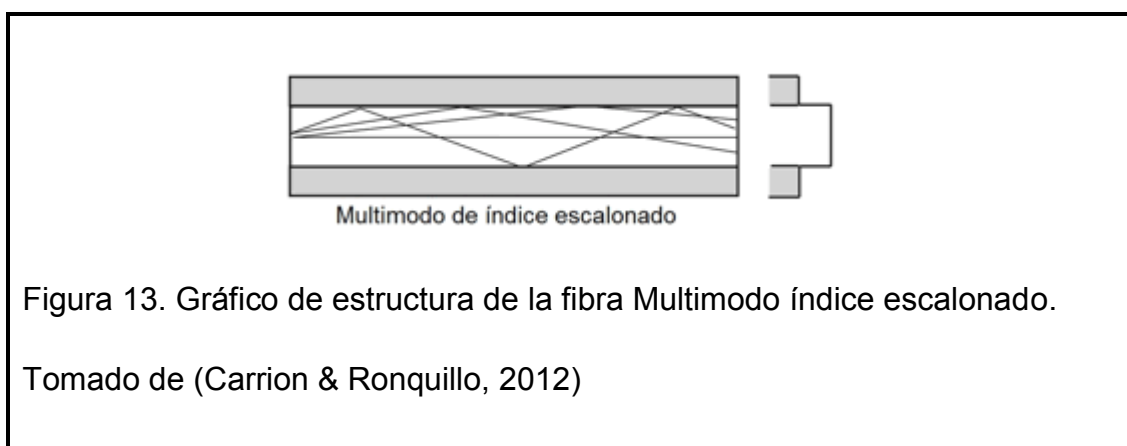 Multimodo de índice escalonado
Figura 13. Gráfico de estructura de la fibra Multimodo índice escalonado.
Tomado de (Carrion & Ronquillo, 2012)